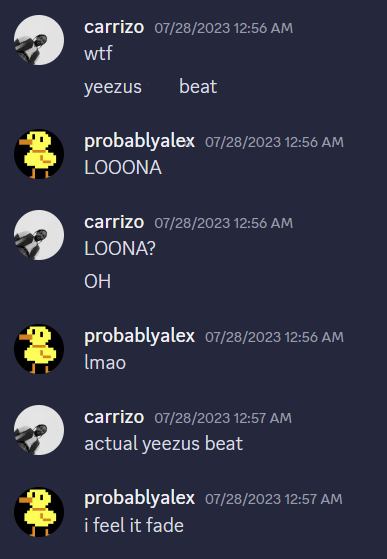 carrizo 07/28/2023 12:56 AM
wtf
yeezus beat
probablyalex 07/28/2023 12:56 AM
LOOONA
carrizo 07/28/2023 12:56 AM
LOONA?
OH
probablyalex 07/28/2023 12:56 AM
lmao
carrizo 07/28/2023 12:57 AM
actual yeezus beat
probablyalex 07/28/2023 12:57 AM
i feel it fade